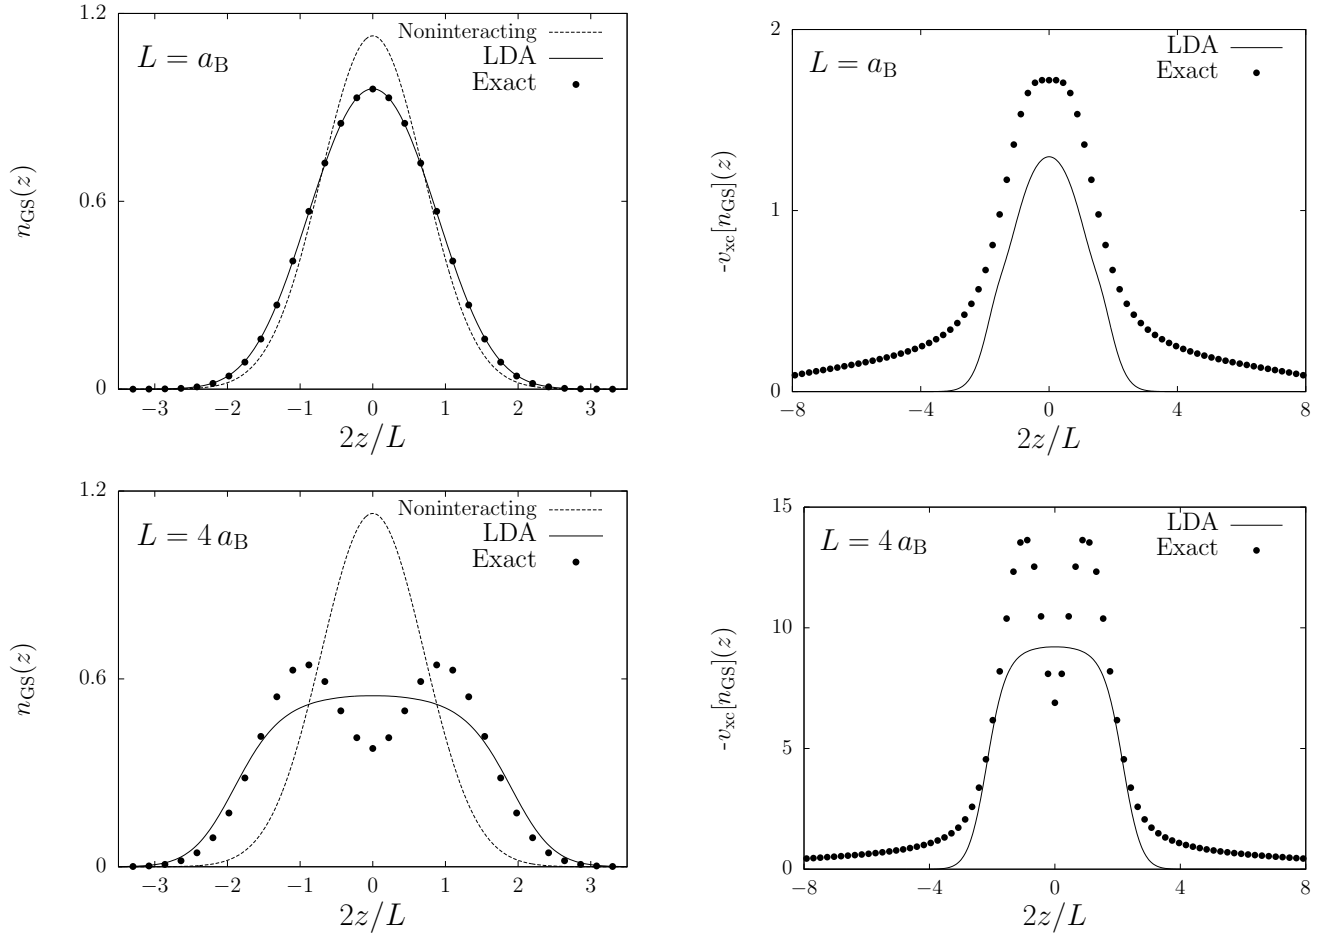 1.2
0.6
0
n_GS(z)
L = a_B
Noninteracting
LDA
Exact
−3 −2 −1 0 1 2 3
2z/L
2
1
0
-v_xc[n_GS](z)
L = a_B
LDA
Exact
−8 −4 0 4 8
2z/L
1.2
0.6
0
n_GS(z)
L = 4 a_B
Noninteracting
LDA
Exact
−3 −2 −1 0 1 2 3
2z/L
15
10
5
0
-v_xc[n_GS](z)
L = 4 a_B
LDA
Exact
−8 −4 0 4 8
2z/L